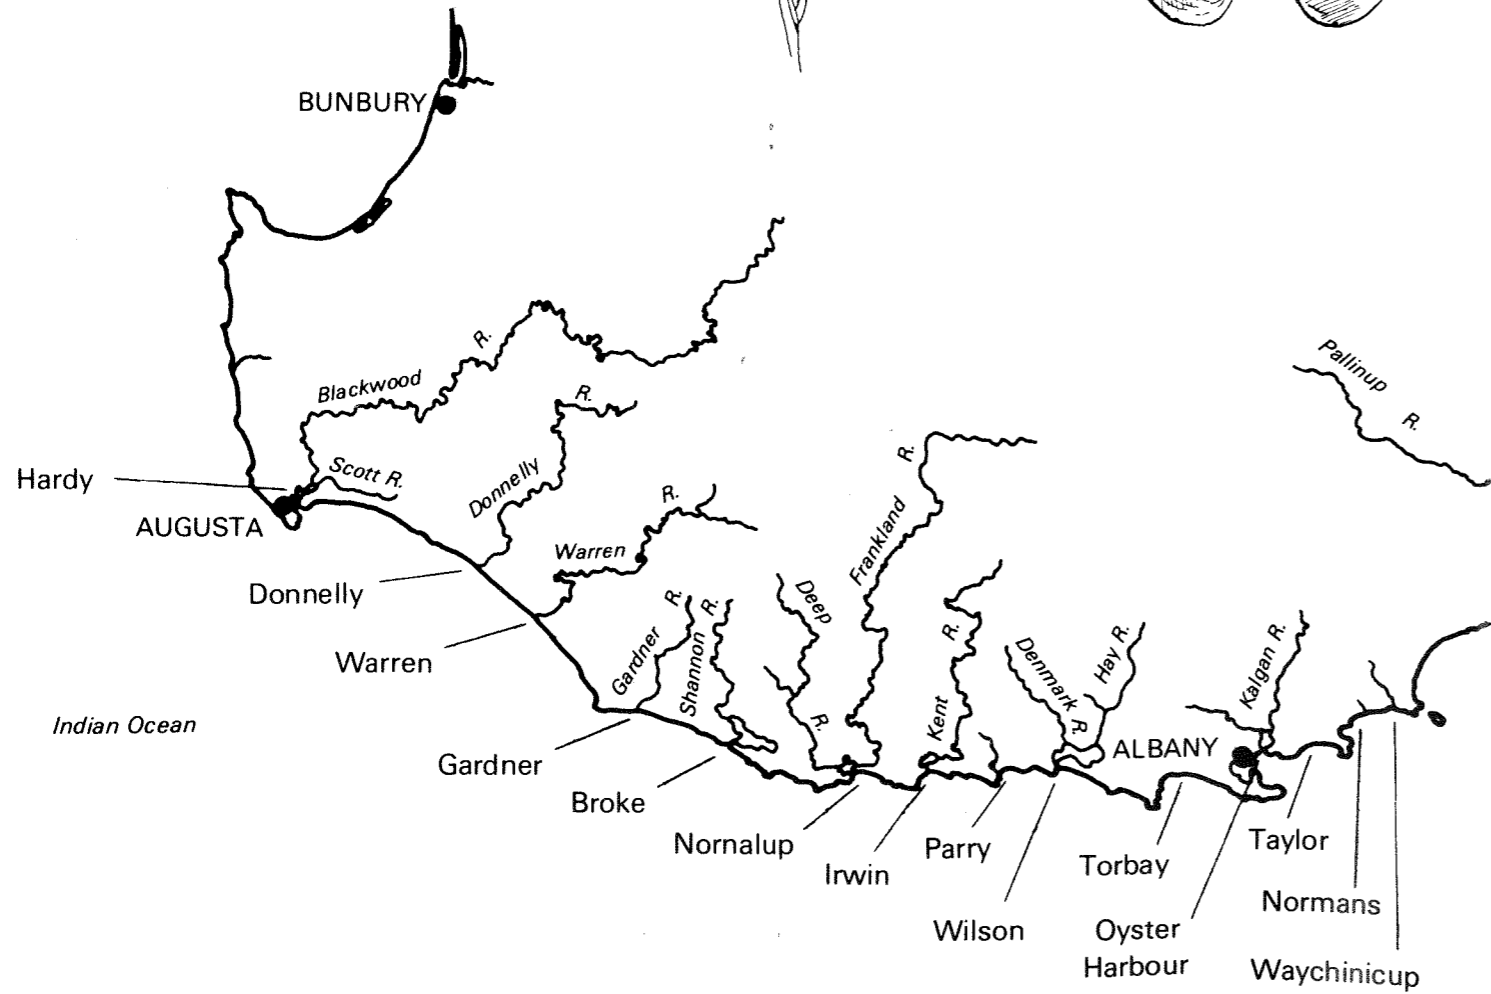 BUNBURY
Blackwood R.
Pallinup R.
Hardy
Scott R.
AUGUSTA
Donnelly R.
Donnelly
Warren R.
Warren
Gardner R.
Shannon R.
Deep R.
Frankland R.
Kent R.
Denmark R.
Hay R.
Kalgan R.
Indian Ocean
ALBANY
Gardner
Broke
Nornalup
Irwin
Parry
Wilson
Torbay
Oyster
Harbour
Taylor
Normans
Waychinicup